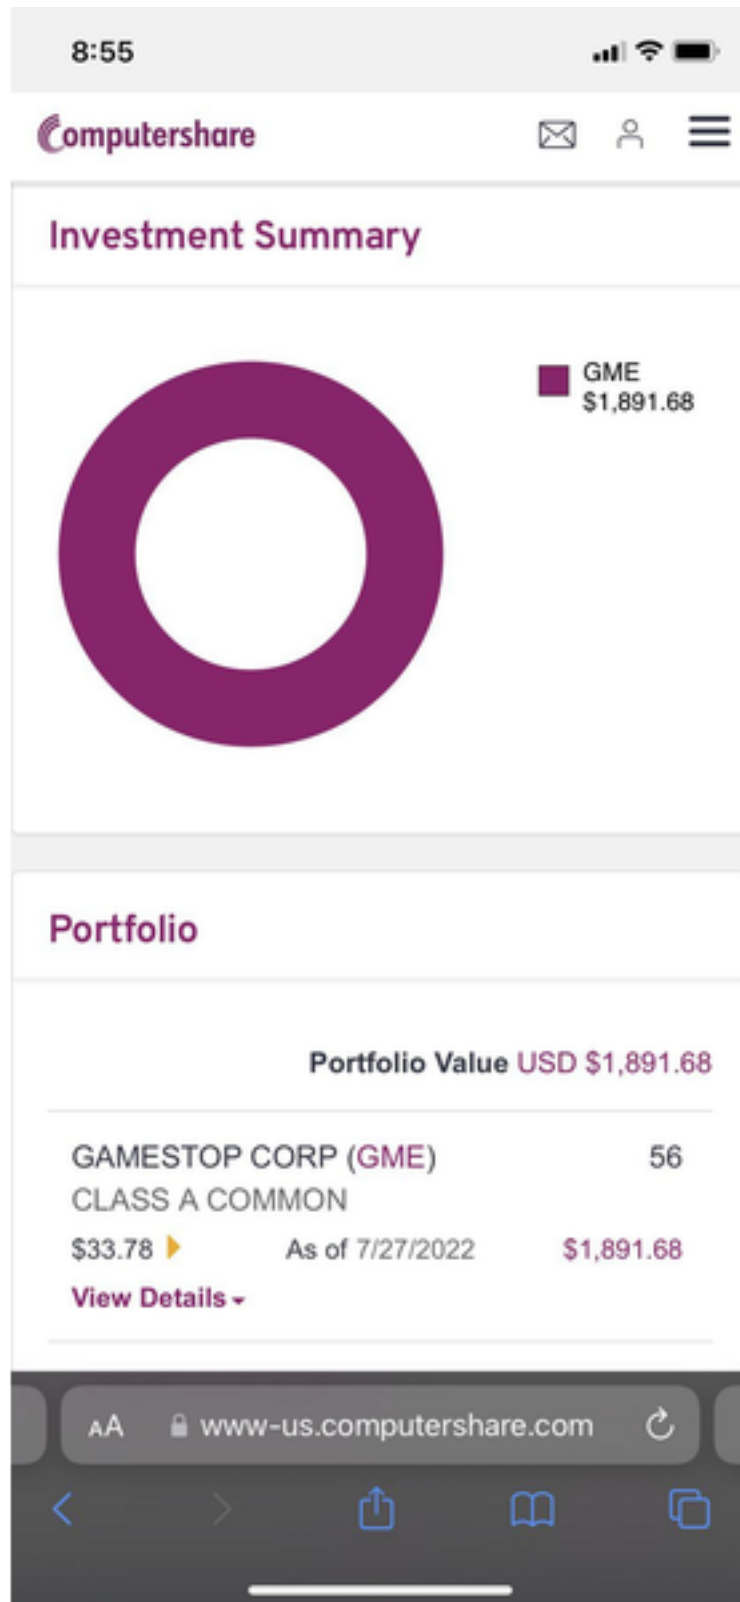 8:55
Computershare
Investment Summary
GME
$1,891.68
Portfolio
Portfolio Value USD $1,891.68
GAMESTOP CORP (GME) 56
CLASS A COMMON
$33.78 As of 7/27/2022 $1,891.68
View Details
AA www-us.computershare.com